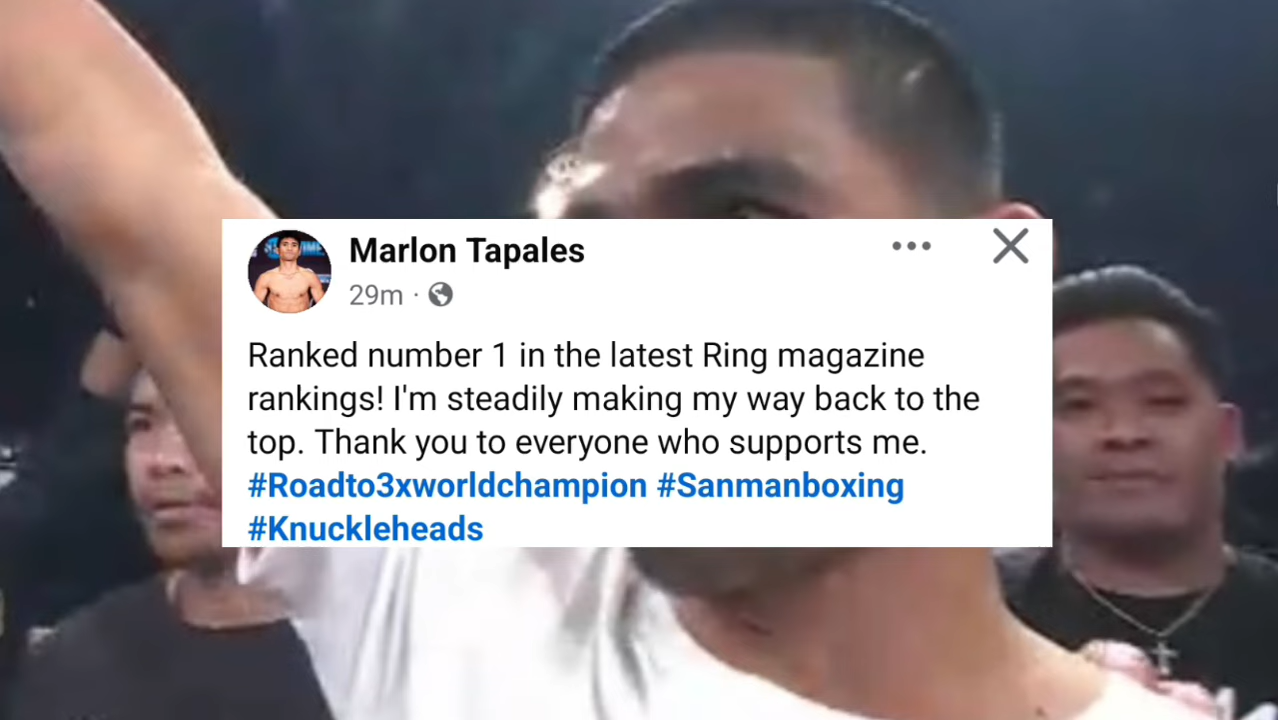 Marlon Tapales
29m ·
Ranked number 1 in the latest Ring magazine
rankings! I'm steadily making my way back to the
top. Thank you to everyone who supports me.
#Roadto3xworldchampion #Sanmanboxing
#Knuckleheads